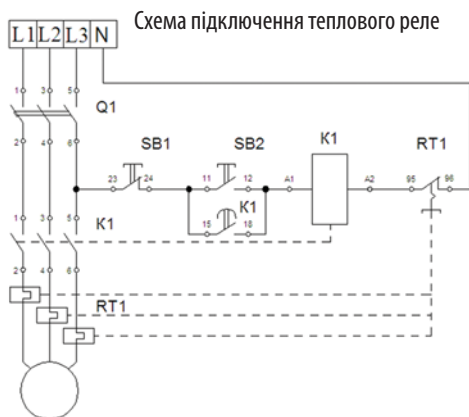 Схема підключення теплового реле
L1 L2 L3 N
1 3 5
Q1
2 4 6
SB1 SB2 K1 RT1
23 24 11 12 A1 A2 95 96
15 16 K1
1 3 5
K1
2 4 6
RT1